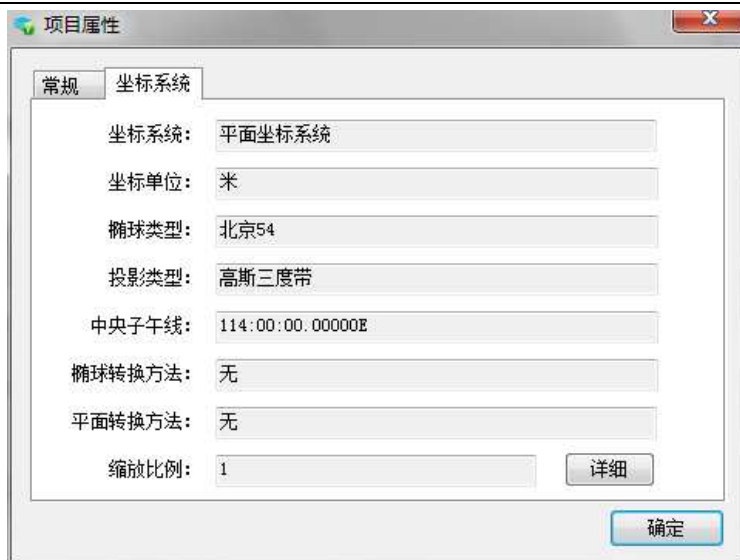 项目属性
常规 坐标系统
坐标系统： 平面坐标系统
坐标单位： 米
椭球类型： 北京54
投影类型： 高斯三度带
中央子午线： 114:00:00.00000E
椭球转换方法： 无
平面转换方法： 无
缩放比例： 1 详细
确定